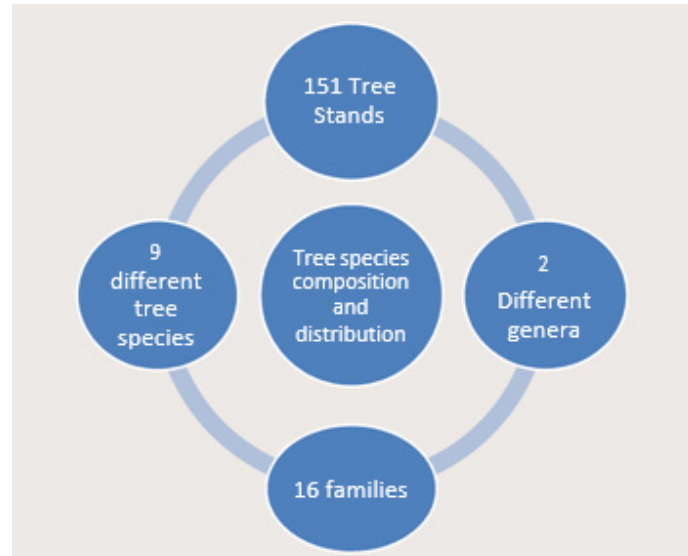 151 Tree
Stands
9
different
tree
species
Tree species
composition
and
distribution
2
Different
genera
16 families